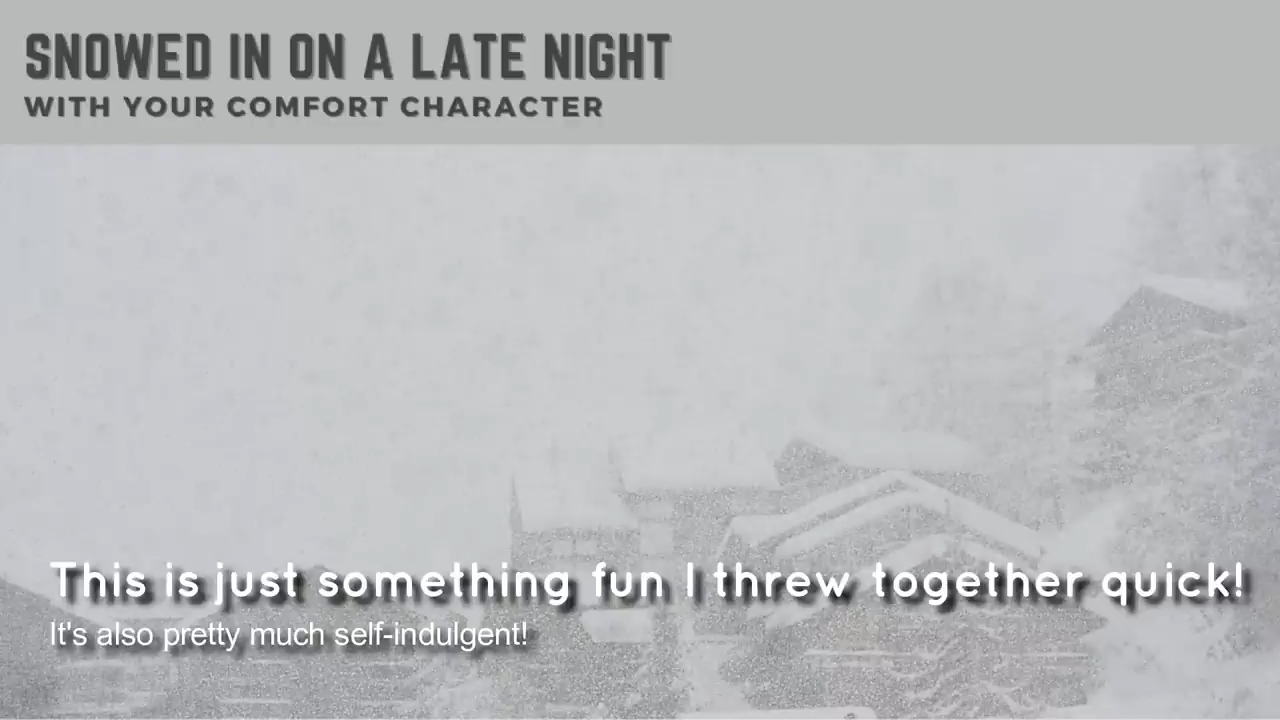 SNOWED IN ON A LATE NIGHT
WITH YOUR COMFORT CHARACTER
This is just something fun I threw together quick!
It's also pretty much self-indulgent!